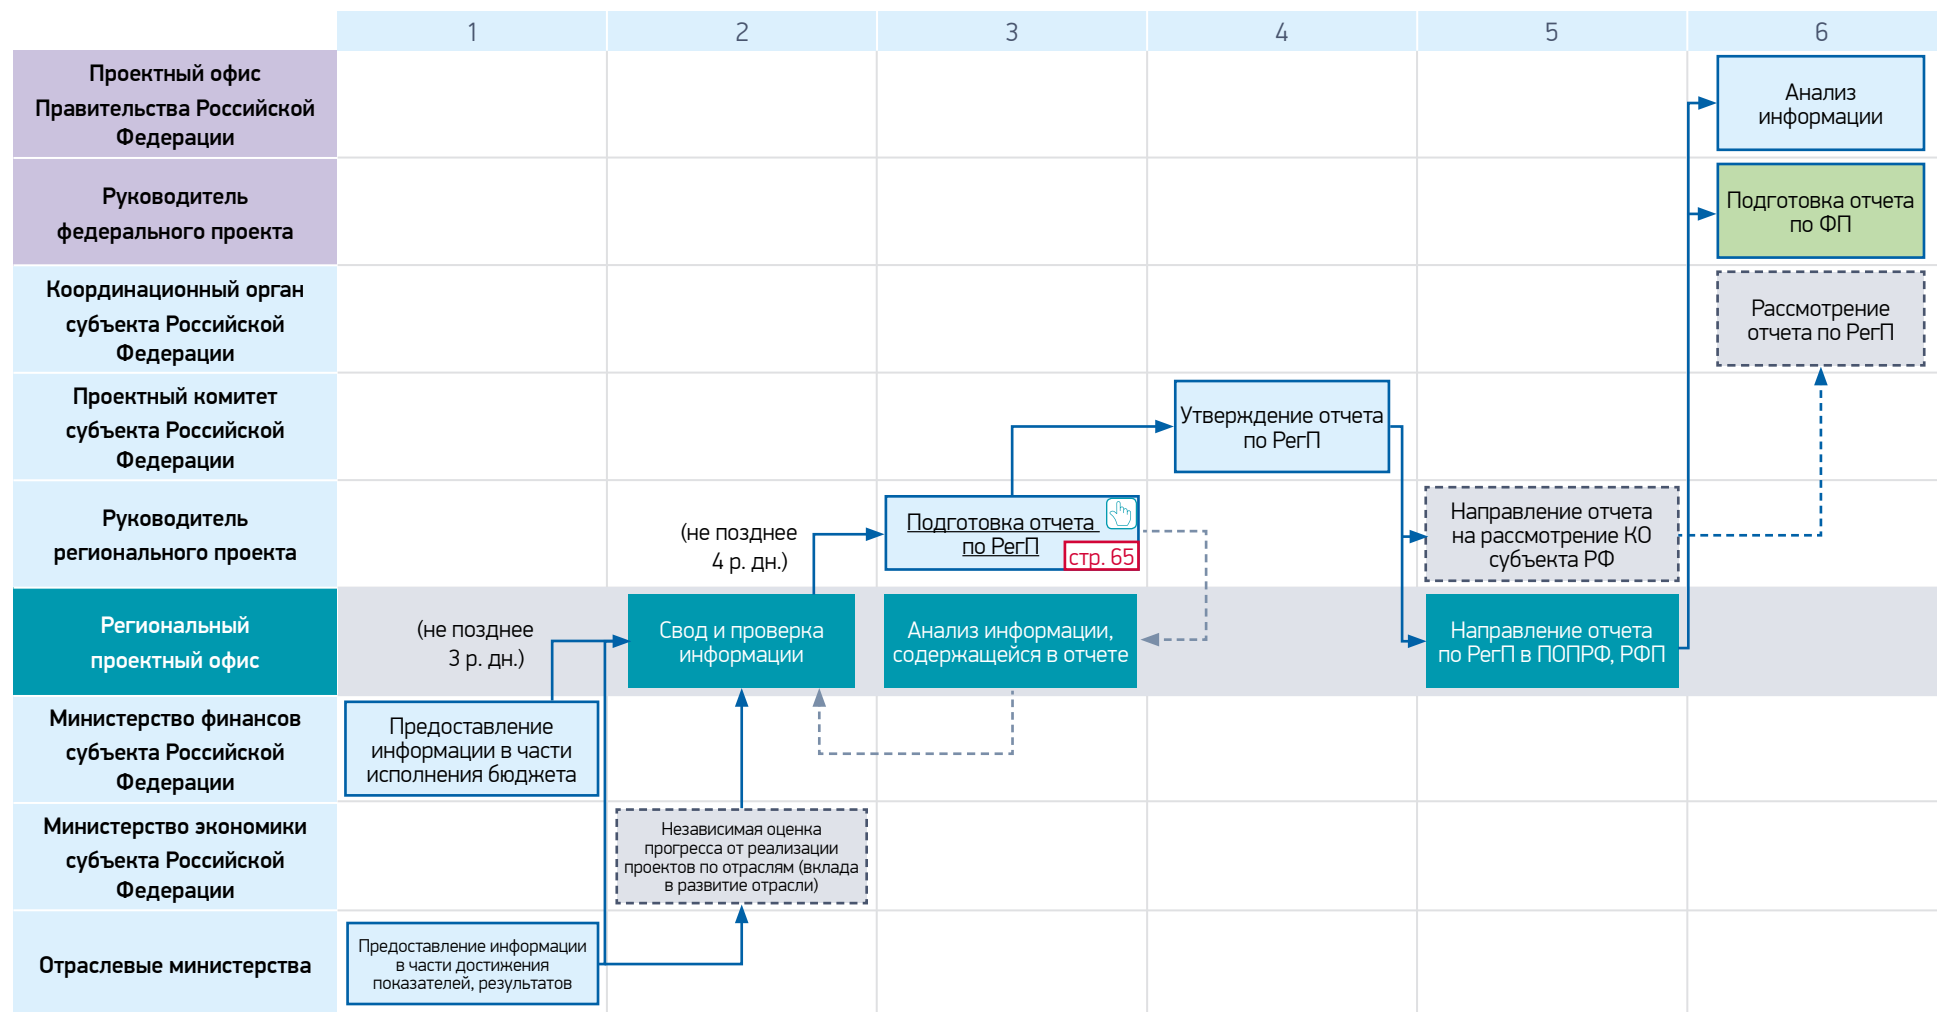 1
2
3
4
5
6
Проектный офис
Правительства Российской
Федерации
Анализ
информации
Руководитель
федерального проекта
Подготовка отчета
по ФП
Координационный орган
субъекта Российской
Федерации
Рассмотрение
отчета по РегП
Проектный комитет
субъекта Российской
Федерации
Утверждение отчета
по РегП
Руководитель
регионального проекта
(не позднее
4 р. дн.)
Подготовка отчета
по РегП
стр. 65
Направление отчета
на рассмотрение КО
субъекта РФ
Региональный
проектный офис
(не позднее
3 р. дн.)
Свод и проверка
информации
Анализ информации,
содержащейся в отчете
Направление отчета
по РегП в ПОПРФ, РФП
Министерство финансов
субъекта Российской
Федерации
Предоставление
информации в части
исполнения бюджета
Министерство экономики
субъекта Российской
Федерации
Независимая оценка
прогресса от реализации
проектов по отраслям (вклада
в развитие отрасли)
Отраслевые министерства
Предоставление информации
в части достижения
показателей, результатов